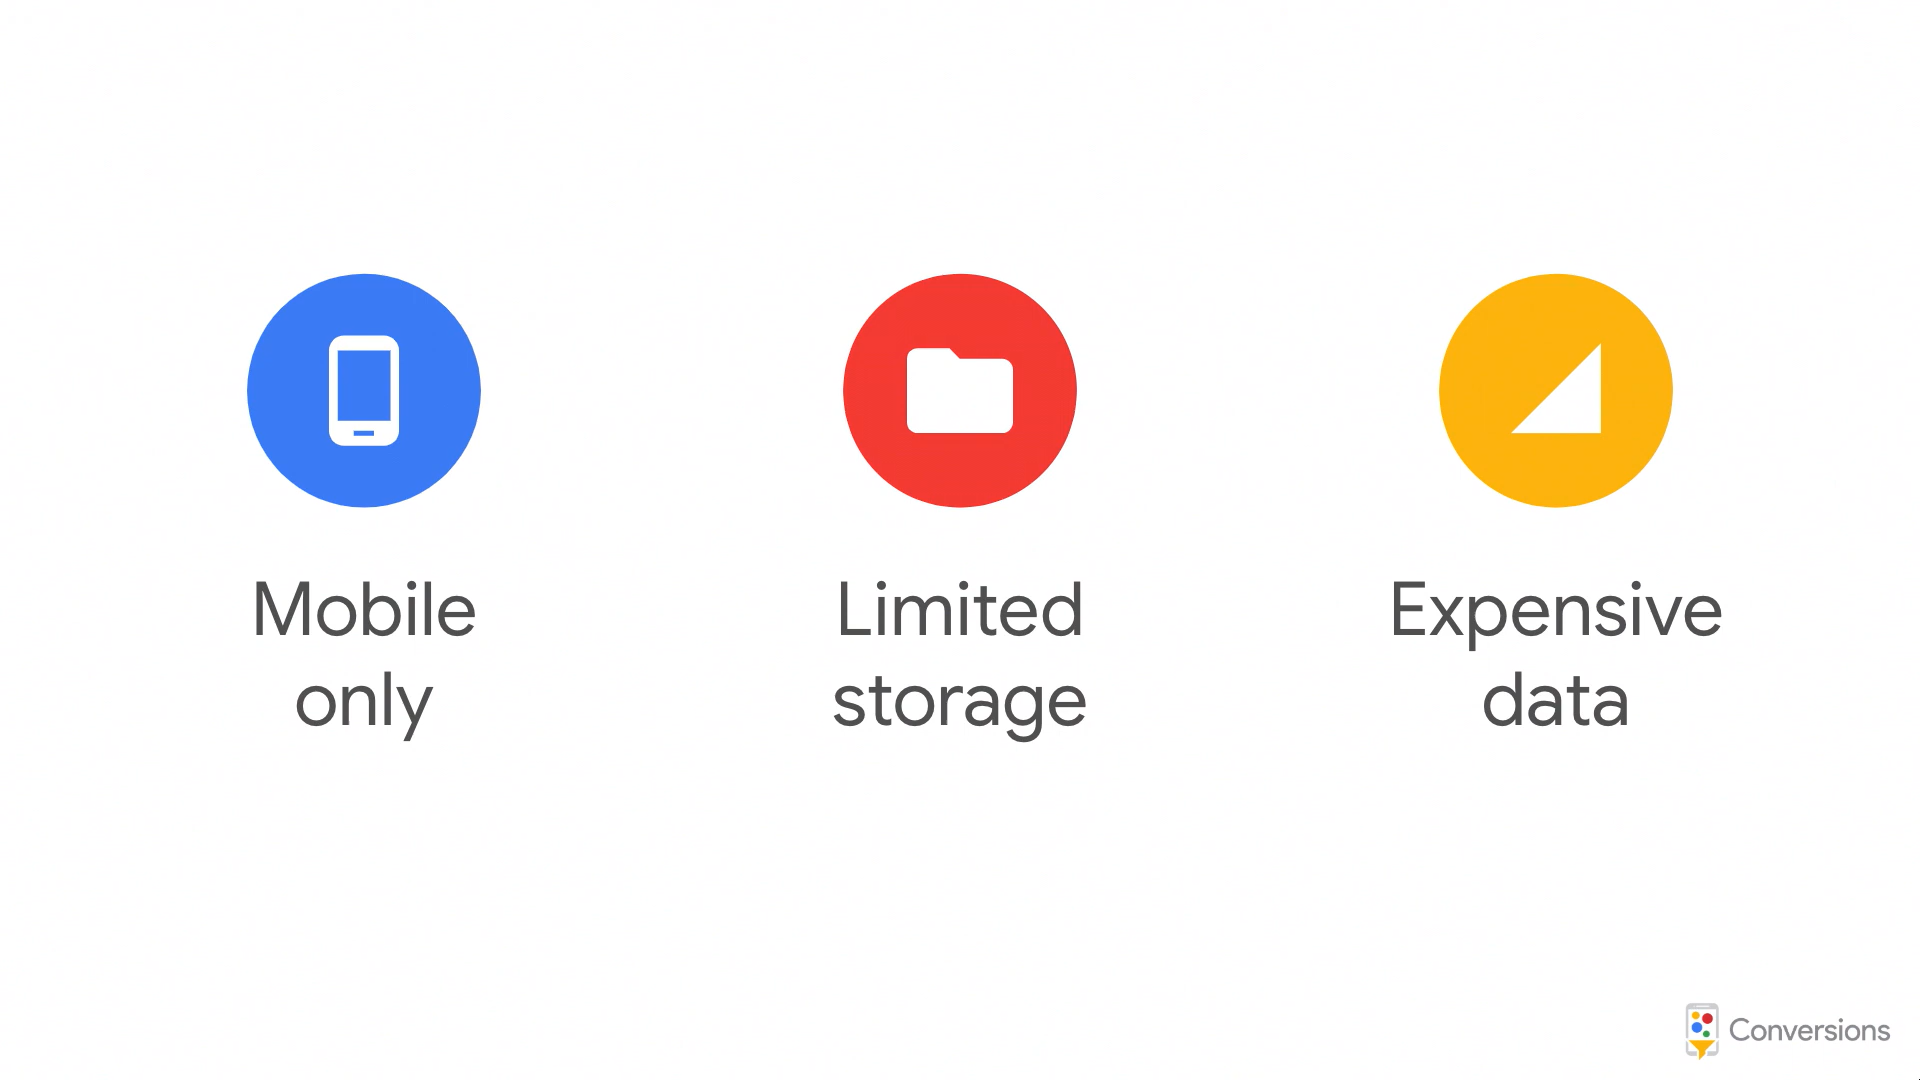 Mobile
only
Limited
storage
Expensive
data
Conversions